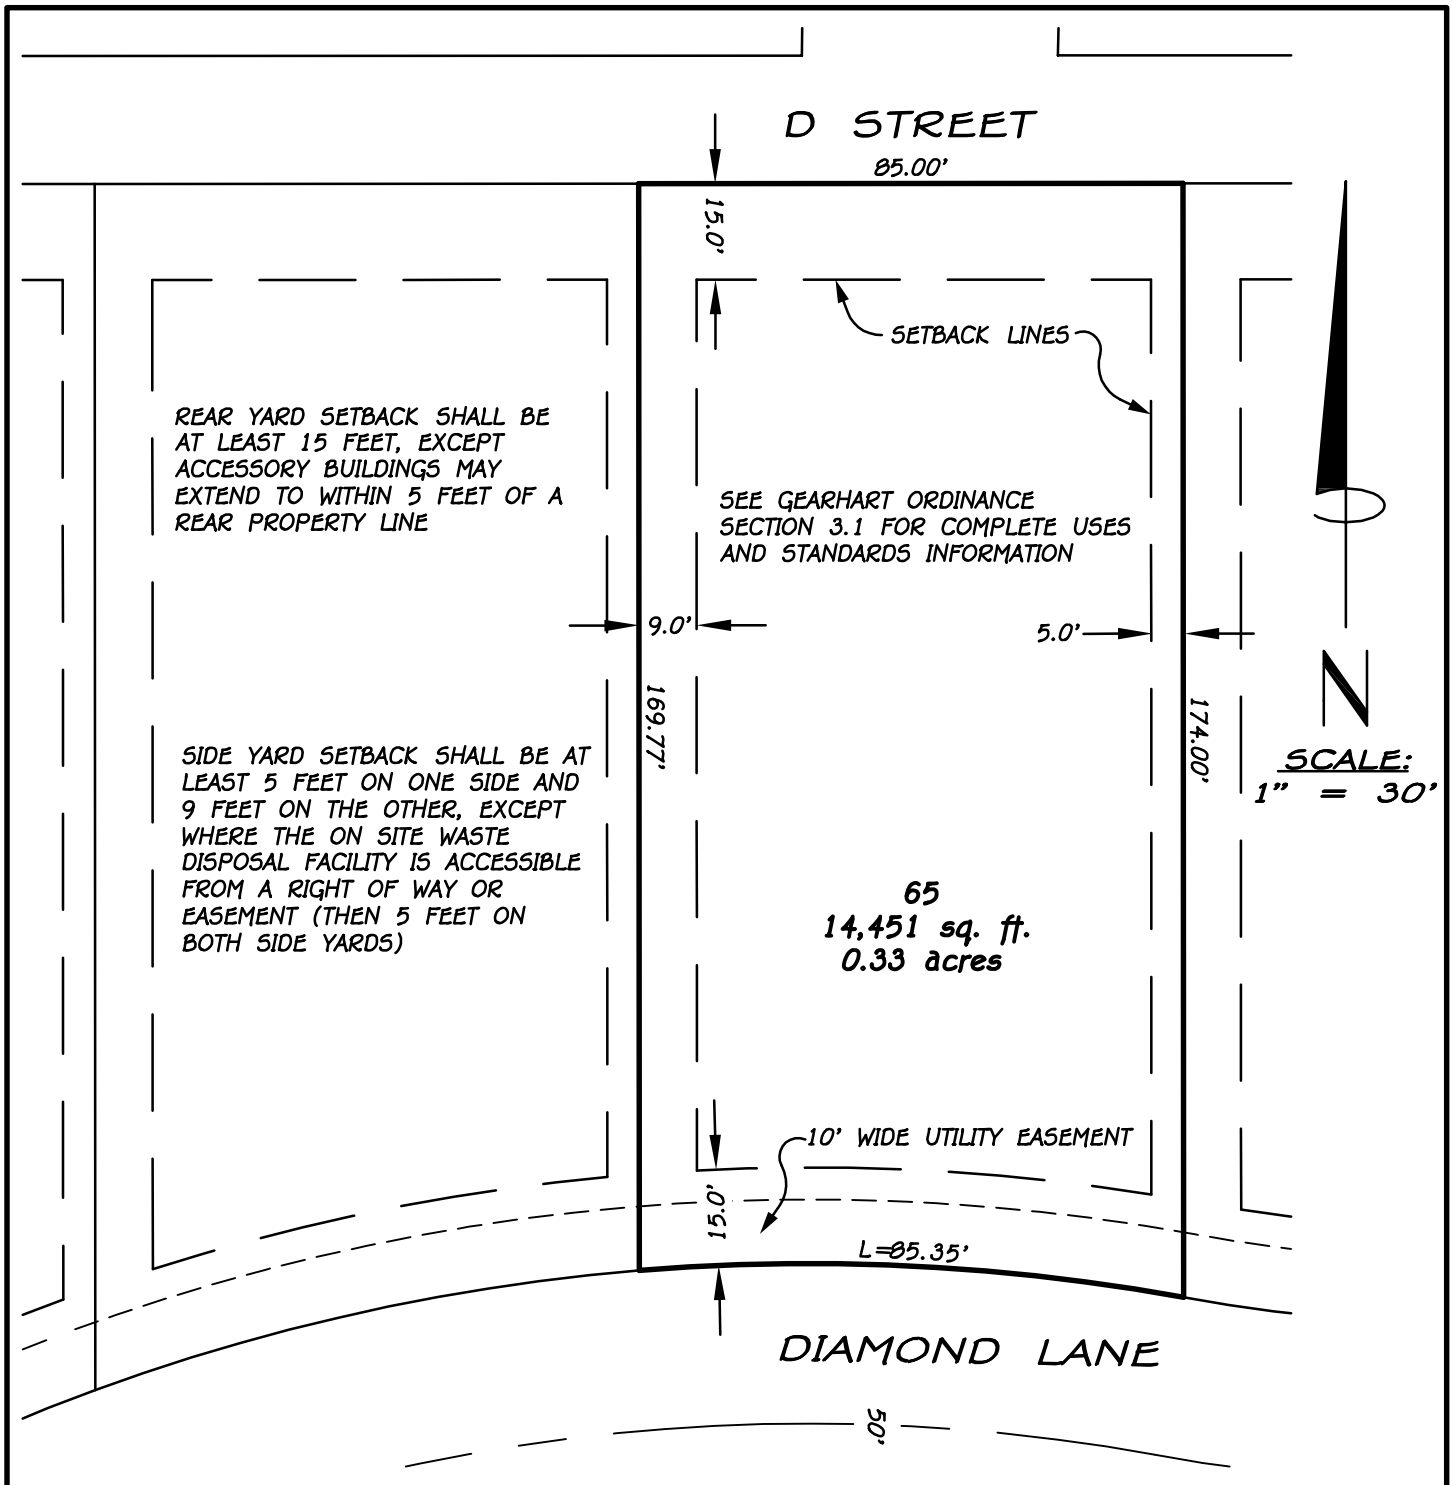 D STREET
85.00'
15.0'
SETBACK LINES
REAR YARD SETBACK SHALL BE
AT LEAST 15 FEET, EXCEPT
ACCESSORY BUILDINGS MAY
EXTEND TO WITHIN 5 FEET OF A
REAR PROPERTY LINE
SEE GEARHART ORDINANCE
SECTION 3.1 FOR COMPLETE USES
AND STANDARDS INFORMATION
9.0'
5.0'
169.77'
174.00'
N
SCALE:
1" = 30'
SIDE YARD SETBACK SHALL BE AT
LEAST 5 FEET ON ONE SIDE AND
9 FEET ON THE OTHER, EXCEPT
WHERE THE ON SITE WASTE
DISPOSAL FACILITY IS ACCESSIBLE
FROM A RIGHT OF WAY OR
EASEMENT (THEN 5 FEET ON
BOTH SIDE YARDS)
65
14,451 sq. ft.
0.33 acres
10' WIDE UTILITY EASEMENT
15.0'
L=85.35'
DIAMOND LANE
50'